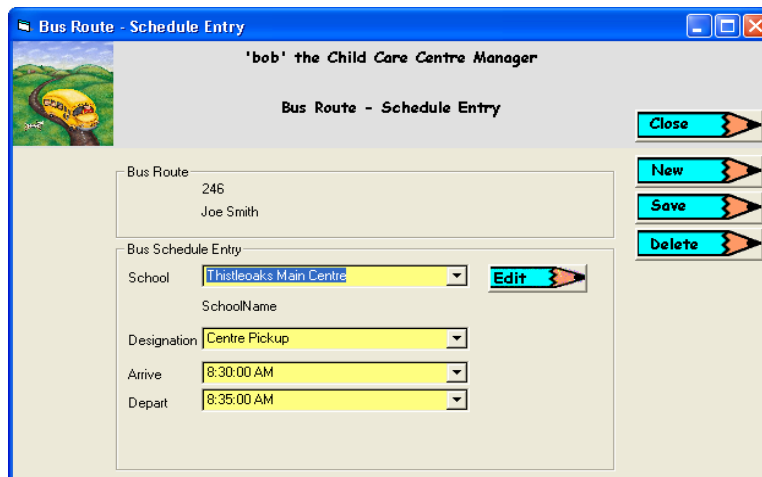 Bus Route - Schedule Entry
'bob' the Child Care Centre Manager
Bus Route - Schedule Entry
Close
New
Save
Delete
Bus Route
246
Joe Smith
Bus Schedule Entry
School Thistleoaks Main Centre Edit
SchoolName
Designation Centre Pickup
Arrive 8:30:00 AM
Depart 8:35:00 AM